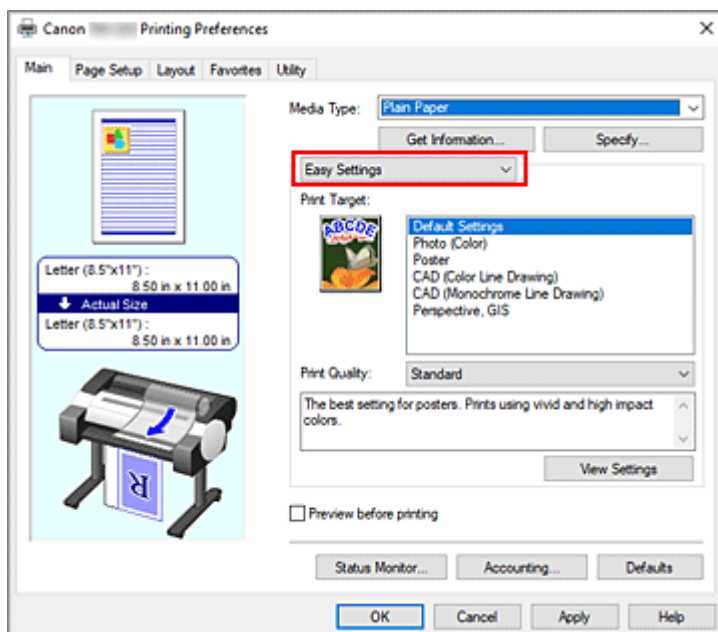 Canon Printing Preferences
Main Page Setup Layout Favorites Utility
Media Type: Plain Paper
Get Information... Specify...
Easy Settings
Print Target:
ABCDE
Default Settings
Photo (Color)
Poster
CAD (Color Line Drawing)
CAD (Monochrome Line Drawing)
Perspective, GIS
Letter (8.5"x11") :
8.50 in x 11.00 in
Actual Size
Letter (8.5"x11") :
8.50 in x 11.00 in
Print Quality: Standard
The best setting for posters. Prints using vivid and high impact
colors.
R
View Settings
Preview before printing
Status Monitor... Accounting... Defaults
OK Cancel Apply Help